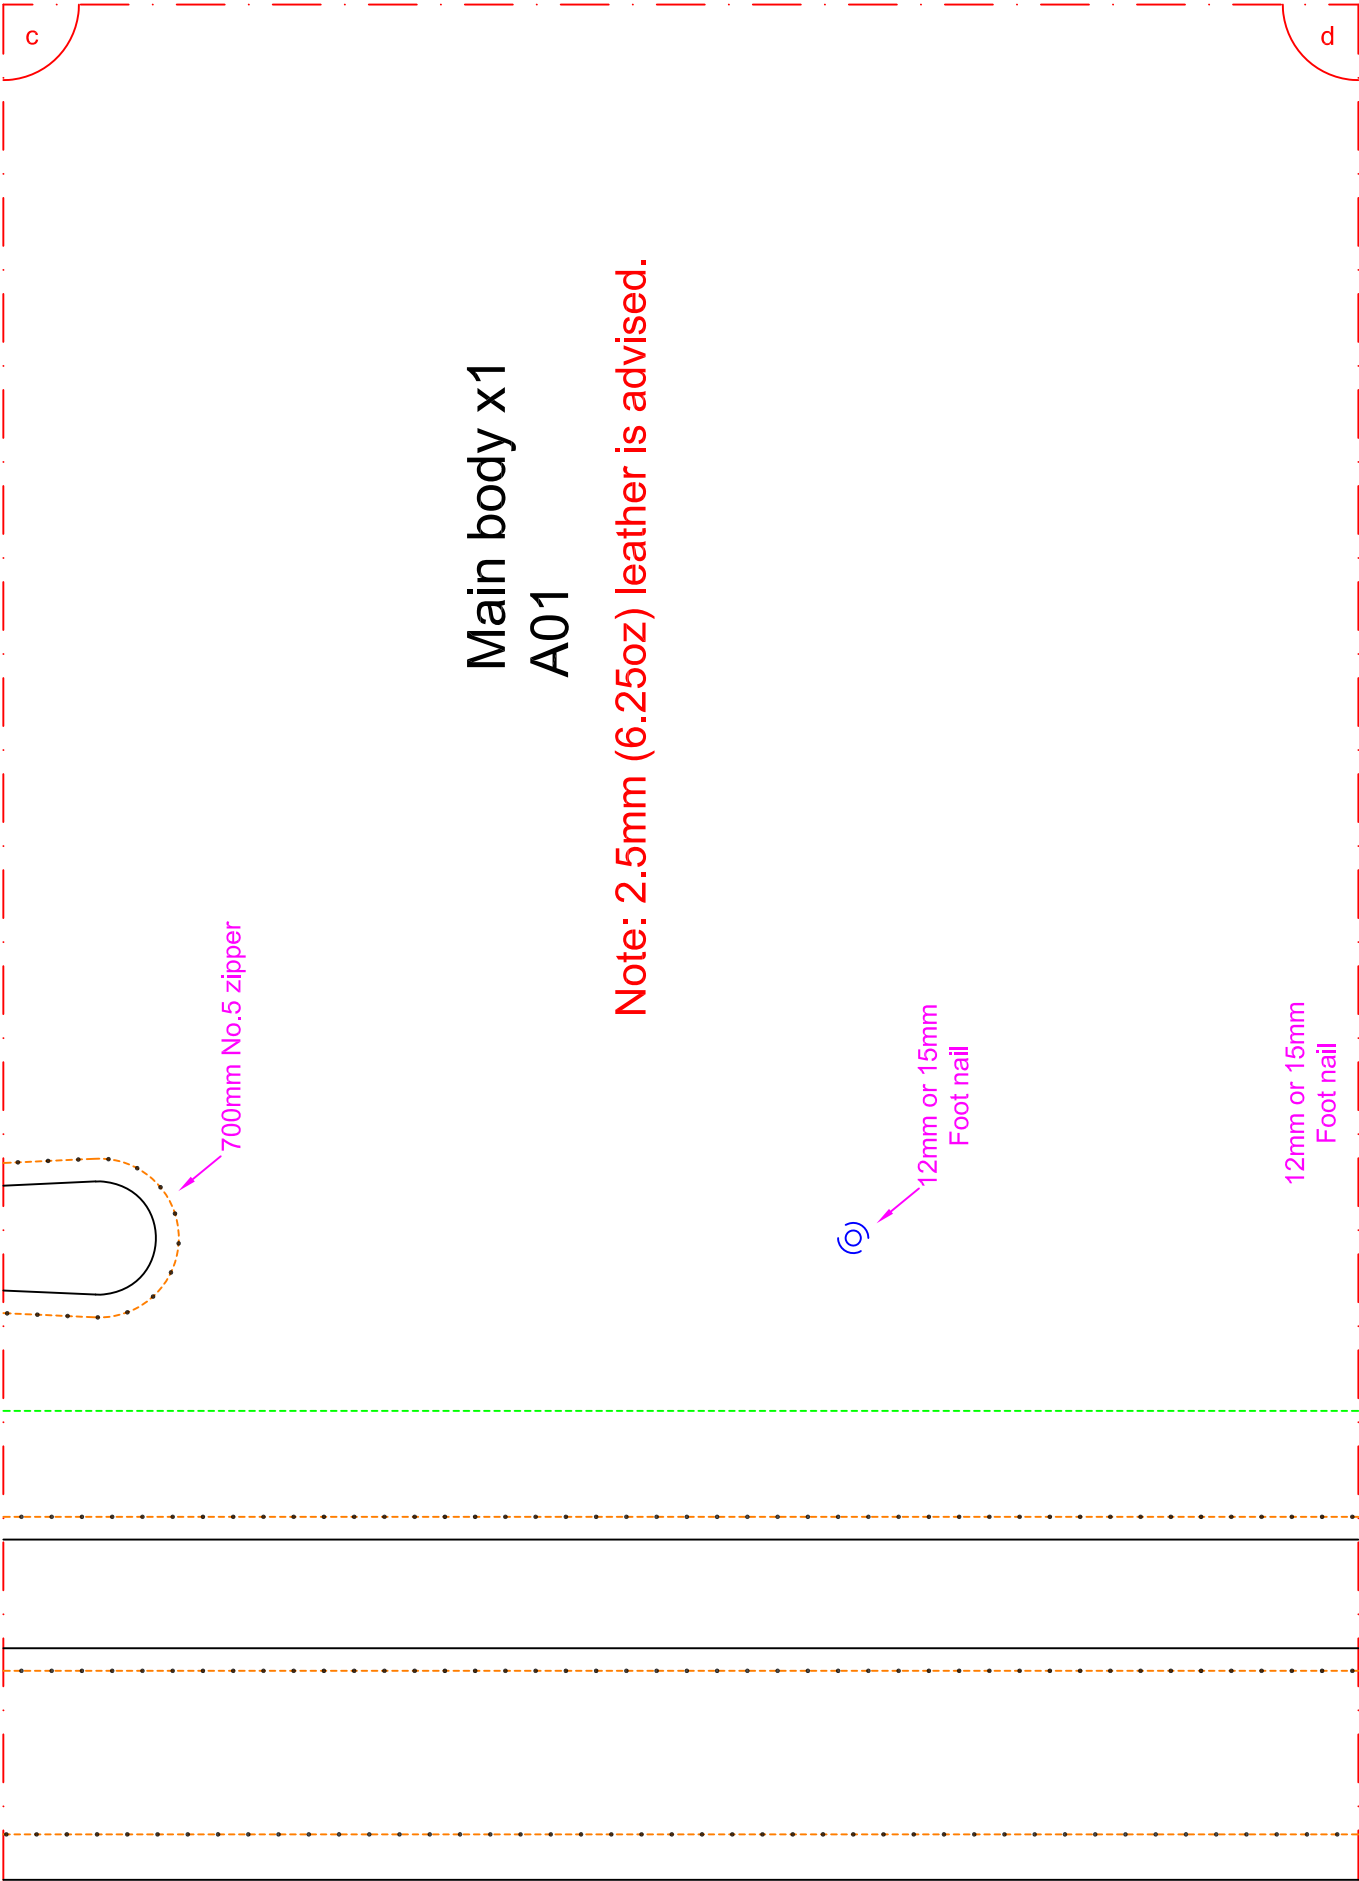 c
d
Main body x1
A01
Note: 2.5mm (6.25oz) leather is advised.
700mm No.5 zipper
12mm or 15mm
Foot nail
12mm or 15mm
Foot nail